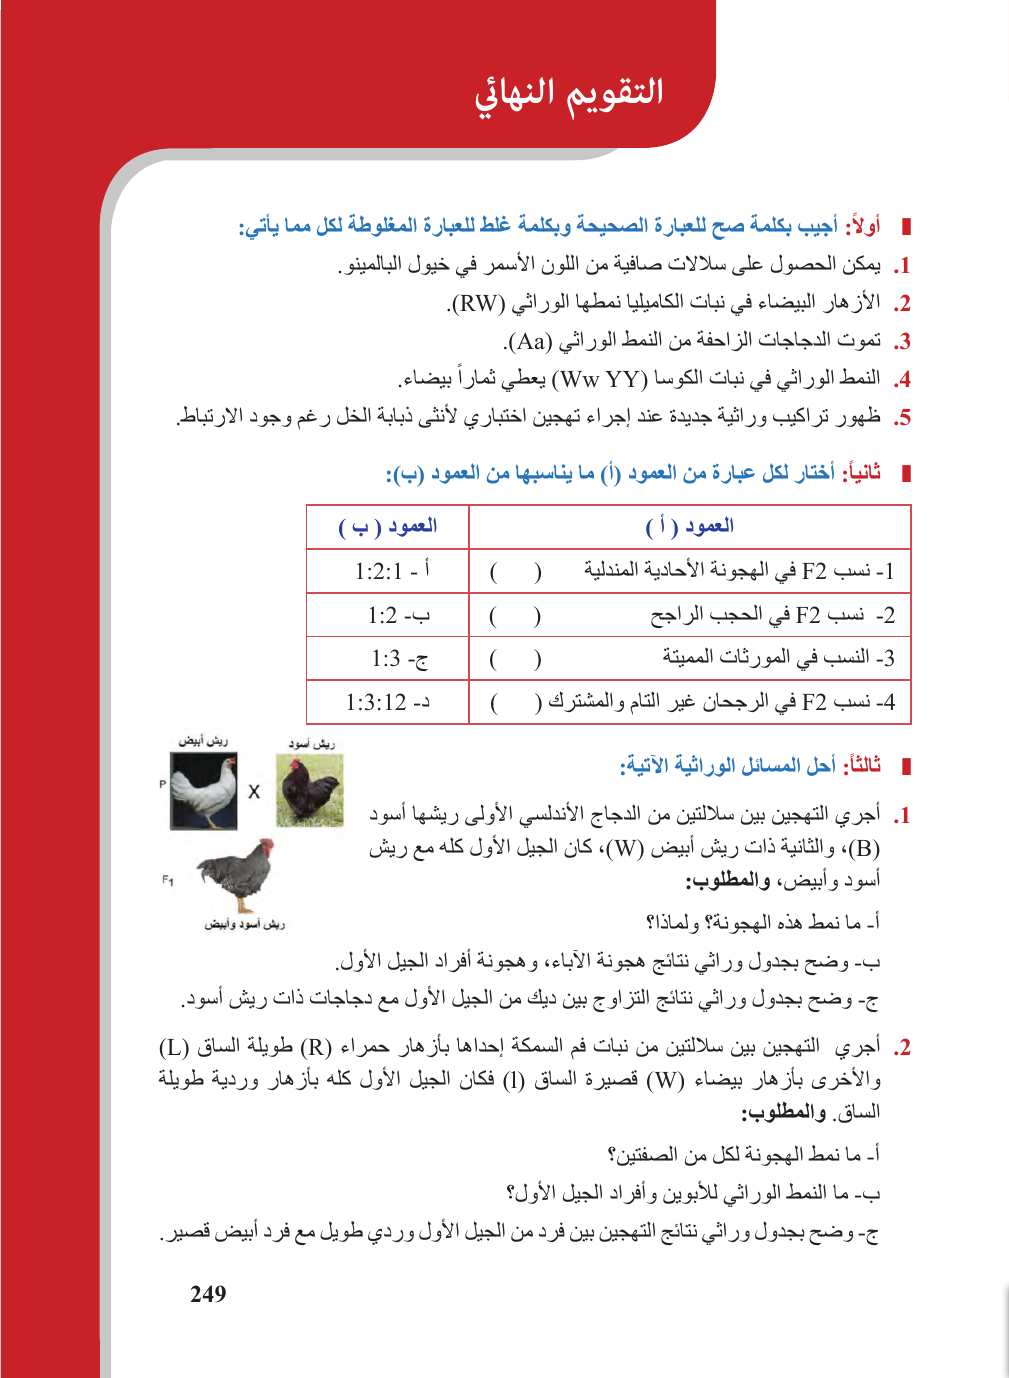 التقويم النهائي
أولاً: أجيب بكلمة صح للعبارة الصحيحة وبكلمة غلط للعبارة المغلوطة لكل مما يأتي:
1. يمكن الحصول على سلالات صافية من اللون الأسمر في خيول البالمينو.
2. الأزهار البيضاء في نبات الكاميليا نمطها الوراثي (RW).
3. تموت الدجاجات الزاحفة من النمط الوراثي (Aa).
4. النمط الوراثي في نبات الكوسا (Ww YY) يعطي ثماراً بيضاء.
5. ظهور تراكيب وراثية جديدة عند إجراء تهجين اختباري لأنثى ذبابة الخل رغم وجود الارتباط.
ثانياً: أختار لكل عبارة من العمود (أ) ما يناسبها من العمود (ب):
العمود ( أ ) العمود ( ب )
1- نسب F2 في الهجونة الأحادية المندلية ( ) أ - 1:2:1
2- نسب F2 في الحجب الراجح ( ) ب- 1:2
3- النسب في المورثات المميتة ( ) ج- 1:3
4- نسب F2 في الرجحان غير التام والمشترك ( ) د- 1:3:12
ثالثاً: أحل المسائل الوراثية الآتية:
ريش أسود ريش أبيض
P X
F1
ريش أسود وأبيض
1. أجري التهجين بين سلالتين من الدجاج الأندلسي الأولى ريشها أسود
(B)، والثانية ذات ريش أبيض (W)، كان الجيل الأول كله مع ريش
أسود وأبيض، والمطلوب:
أ- ما نمط هذه الهجونة؟ ولماذا؟
ب- وضح بجدول وراثي نتائج هجونة الآباء، وهجونة أفراد الجيل الأول.
ج- وضح بجدول وراثي نتائج التزاوج بين ديك من الجيل الأول مع دجاجات ذات ريش أسود.
2. أجري التهجين بين سلالتين من نبات فم السمكة إحداها بأزهار حمراء (R) طويلة الساق (L)
والأخرى بأزهار بيضاء (W) قصيرة الساق (l) فكان الجيل الأول كله بأزهار وردية طويلة
الساق. والمطلوب:
أ- ما نمط الهجونة لكل من الصفتين؟
ب- ما النمط الوراثي للأبوين وأفراد الجيل الأول؟
ج- وضح بجدول وراثي نتائج التهجين بين فرد من الجيل الأول وردي طويل مع فرد أبيض قصير.
249